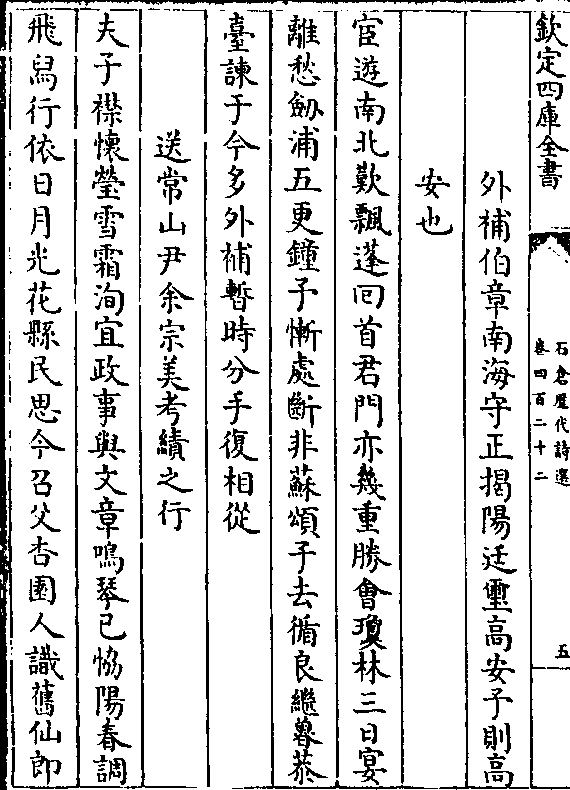 欽定四庫全書
石倉歷代詩選
卷四百二十二
五
外補伯章南海守正揭陽廷璽高安予則高
安也
宦遊南北歎飄蓬回首君門亦幾重勝會瓊林三日宴
離愁劒浦五更鐘予慚處斷非蘇頌子去循良繼魯恭
臺諫于今多外補暫時分手復相從
送常山尹余宗美考績之行
夫子襟懷瑩雪霜洵宜政事與文章鳴琴已恊陽春調
飛舄行依日月光花縣民思今召父杏園人識舊仙郎